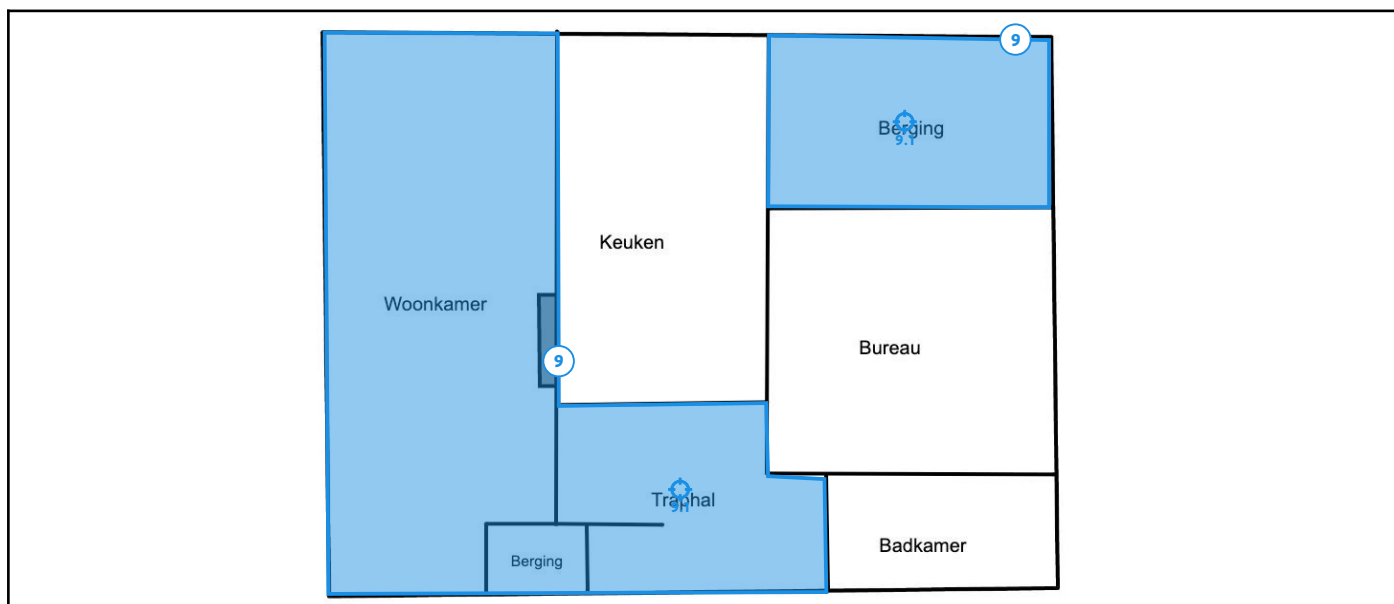 9
Berging
9.1
Keuken
Woonkamer
Bureau
9
Traphal
9.1
Badkamer
Berging